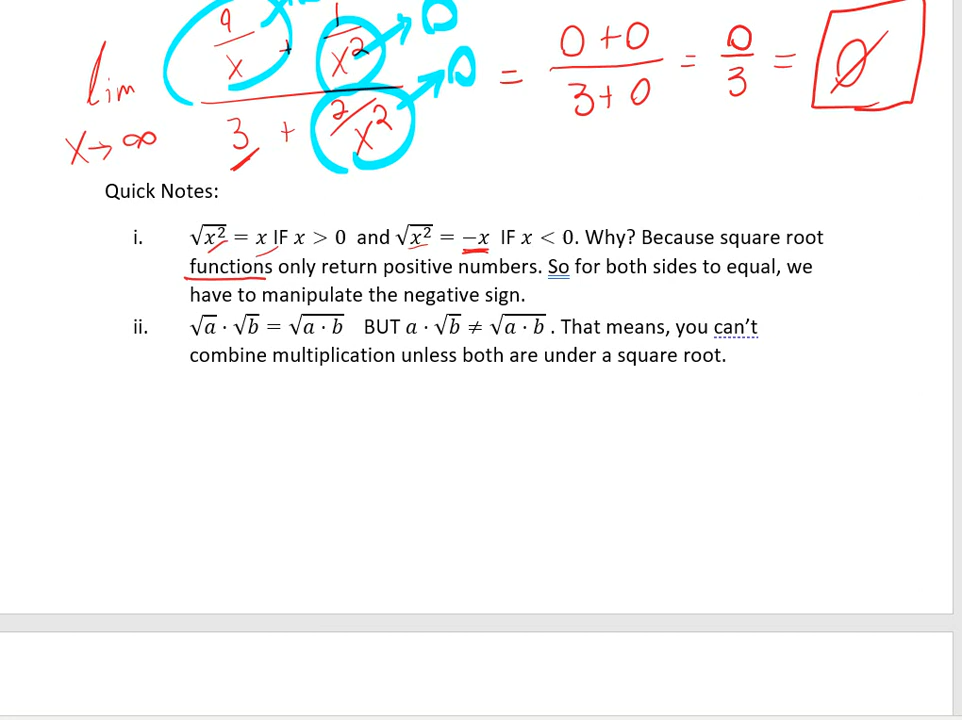 lim x→∞ (9/x + 1/x² → 0) / (3 + 2/x² → 0) = (0 + 0) / (3 + 0) = 0/3 = 0
Quick Notes:
i. √x² = x IF x > 0 and √x² = −x IF x < 0. Why? Because square root
functions only return positive numbers. So for both sides to equal, we
have to manipulate the negative sign.
ii. √a · √b = √a · b BUT a · √b ≠ √a · b . That means, you can’t
combine multiplication unless both are under a square root.